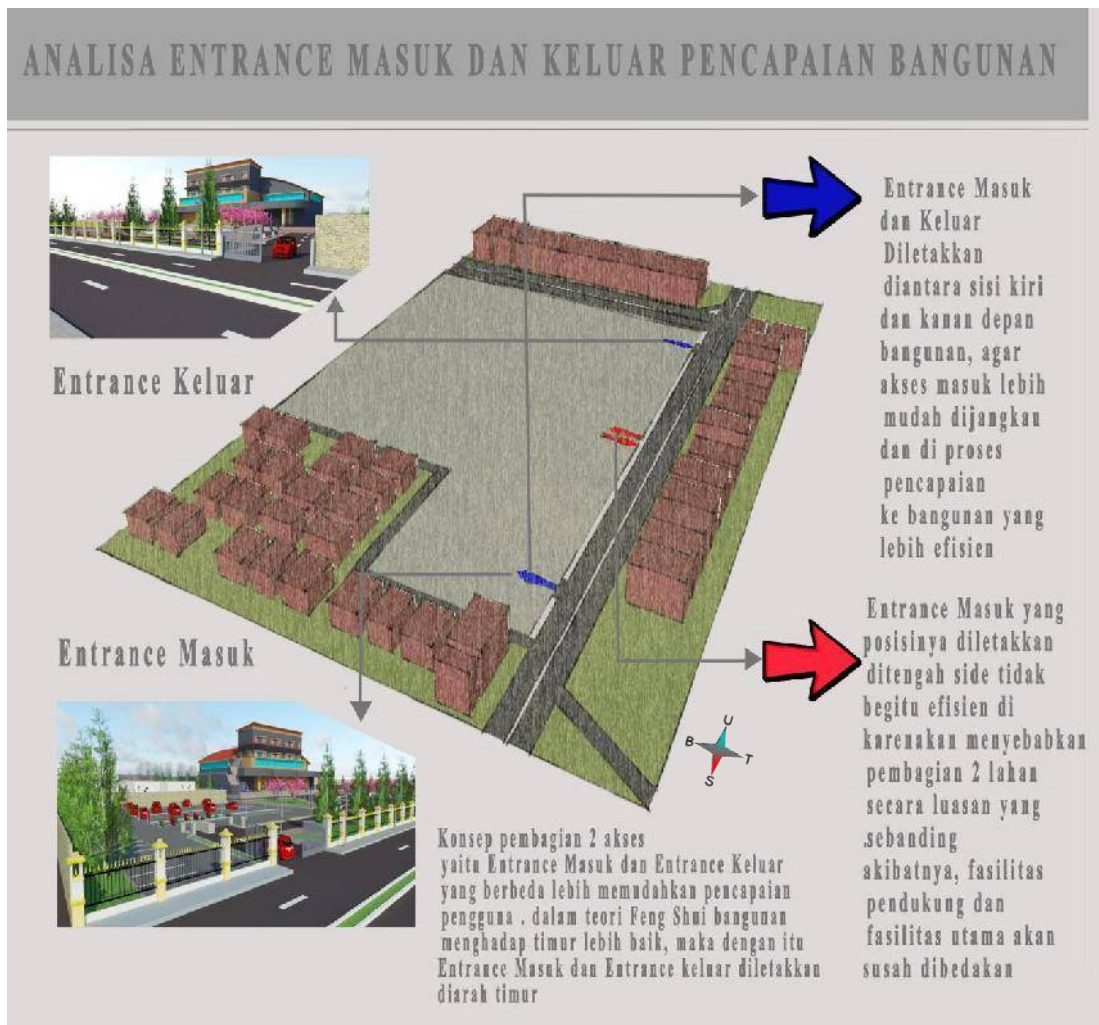 ANALISA ENTRANCE MASUK DAN KELUAR PENCAPAIAN BANGUNAN
Entrance Keluar
Entrance Masuk
dan Keluar
Diletakkan
diantara sisi kiri
dan kanan depan
bangunan, agar
akses masuk lebih
mudah dijangkau
dan di proses
pencapaian
ke bangunan yang
lebih efisien
Entrance Masuk
Entrance Masuk yang
posisinya diletakkan
ditengah side tidak
begitu efisien di
karenakan menyebabkan
pembagian 2 lahan
secara luasan yang
.sebanding
akibatnya, fasilitas
pendukung dan
fasilitas utama akan
susah dibedakan
U
B
T
S
Konsep pembagian 2 akses
yaitu Entrance Masuk dan Entrance Keluar
yang berbeda lebih memudahkan pencapaian
pengguna . dalam teori Feng Shui bangunan
menghadap timur lebih baik, maka dengan itu
Entrance Masuk dan Entrance keluar diletakkan
diarah timur